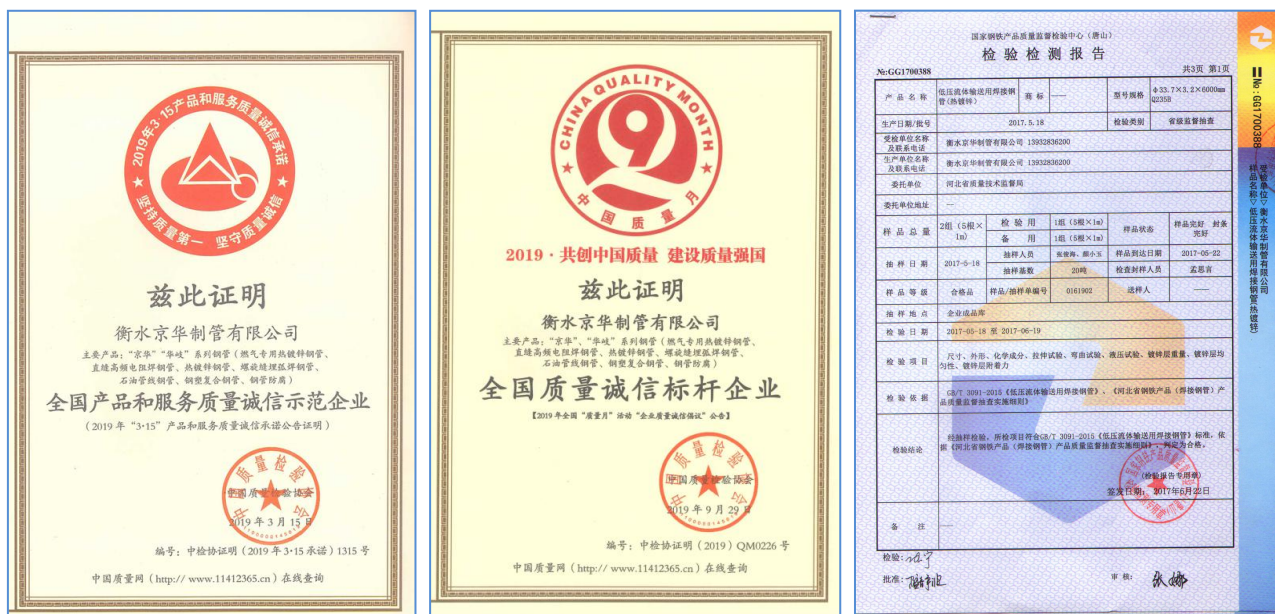 2019年3·15产品和服务质量诚信承诺
坚持质量第一 坚守质量诚信
兹此证明
衡水京华制管有限公司
主要产品：“京华”“华岐”系列钢管（燃气专用热镀锌钢管、
直缝高频电阻焊钢管、热镀锌钢管、螺旋缝埋弧焊钢管、
石油管线钢管、钢塑复合钢管、钢管防腐）
全国产品和服务质量诚信示范企业
（2019年“3·15”产品和服务质量诚信承诺公告证明）
中国质量检验协会
中国质量检验协会
2019年3月15日
编号：中检协证明（2019年3·15承诺）1315号
中国质量网（http:// www.11412365.cn）在线查询
CHINA QUALITY MONTH
中国质量月
2019·共创中国质量 建设质量强国
兹此证明
衡水京华制管有限公司
主要产品：“京华”、“华岐”系列钢管（燃气专用热镀锌钢管、
直缝高频电阻焊钢管、热镀锌钢管、螺旋缝埋弧焊钢管、
石油管线钢管、钢塑复合钢管、钢管防腐）
全国质量诚信标杆企业
【2019年全国“质量月”活动“企业质量诚信倡议”公告】
中国质量检验协会
中国质量检验协会
2019年9月29日
编号：中检协证明（2019）QM0226号
中国质量网（http:// www.11412365.cn）在线查询
国家钢铁产品质量监督检验中心（唐山）
检验检测报告
№:GG1700388 共3页 第1页
产品名称 低压流体输送用焊接钢管(热镀锌) 商标 —— 型号规格 φ33.7×3.2×6000mm Q235B
生产日期/批号 2017.5.18 检验类别 省级监督抽查
受检单位名称及联系电话 衡水京华制管有限公司 13932836200
生产单位名称及联系电话 衡水京华制管有限公司 13932836200
委托单位 河北省质量技术监督局
委托单位地址 —
样品总量 2组（5根×1m） 检验用 1组（5根×1m） 样品状态 样品完好 封条完好
备用 1组（5根×1m）
抽样日期 2017-5-18 抽样人员 样品到达日期 2017-05-22
抽样基数 20吨 检查封样人员 孟思言
样品等级 合格品 样品/抽样单编号 0161902 送样人 ——
抽样地点 企业成品库
检验日期 2017-05-18 至 2017-06-19
检验项目 尺寸、外形、化学成分、拉伸试验、弯曲试验、液压试验、镀锌层重量、镀锌层均匀性、镀锌层附着力
检验依据 GB/T 3091-2015《低压流体输送用焊接钢管》、《河北省钢铁产品（焊接钢管）产品质量监督抽查实施细则》
检验结论 经抽样检验，所检项目符合GB/T 3091-2015《低压流体输送用焊接钢管》标准，依据《河北省钢铁产品（焊接钢管）产品质量监督抽查实施细则》，判定为合格。
(检验报告专用章)
签发日期：2017年6月22日
备注 ——
检验：
批准：
审核：张娜
№:GG1700388
受检单位▽衡水京华制管有限公司
样品名称▽低压流体输送用焊接钢管(热镀锌)